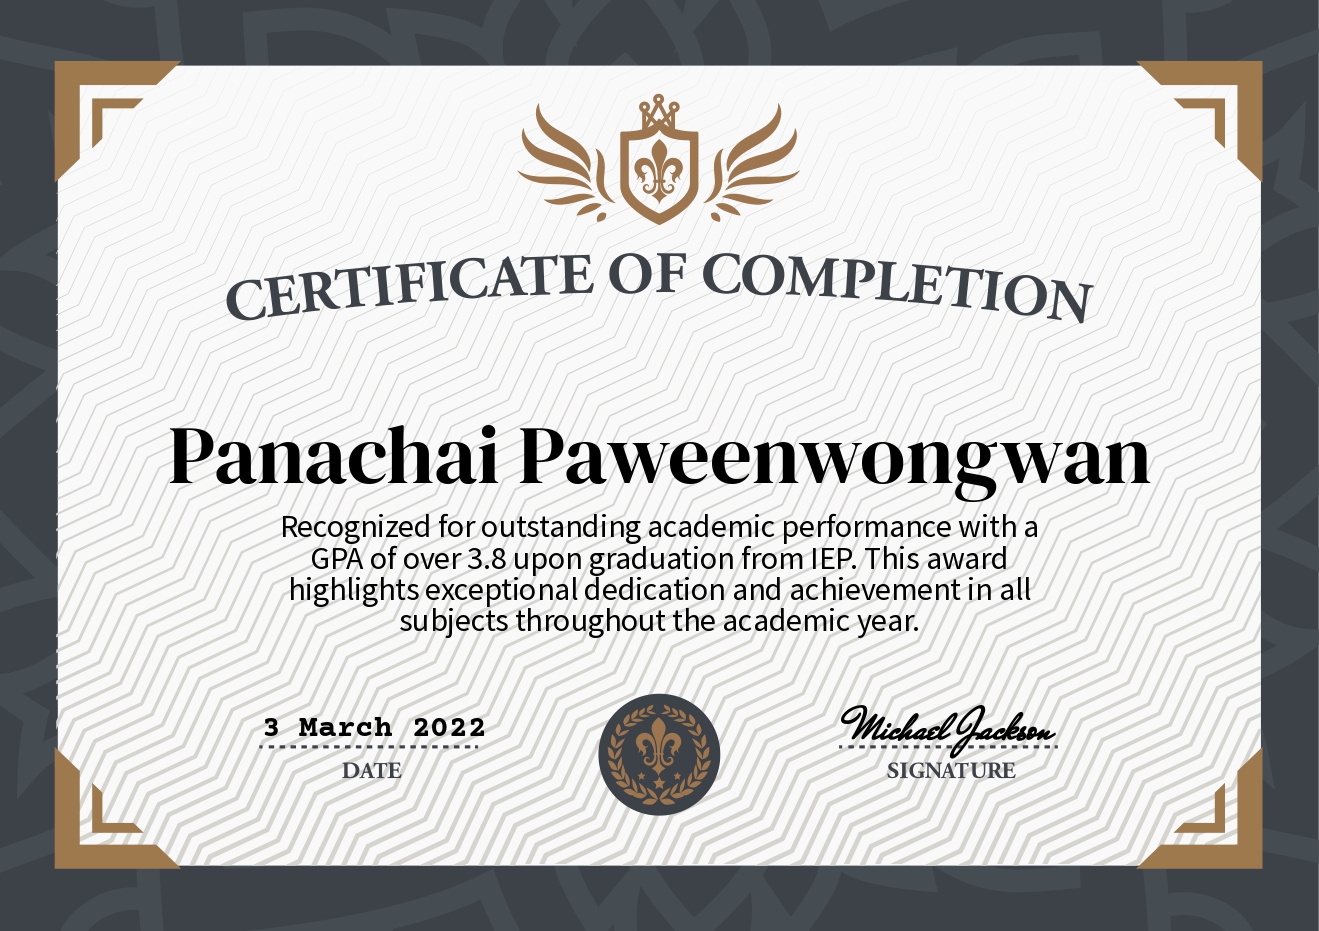 CERTIFICATE OF COMPLETION
Panachai Paweenwongwan
Recognized for outstanding academic performance with a
GPA of over 3.8 upon graduation from IEP. This award
highlights exceptional dedication and achievement in all
subjects throughout the academic year.
3 March 2022
DATE
Michael Jackson
SIGNATURE